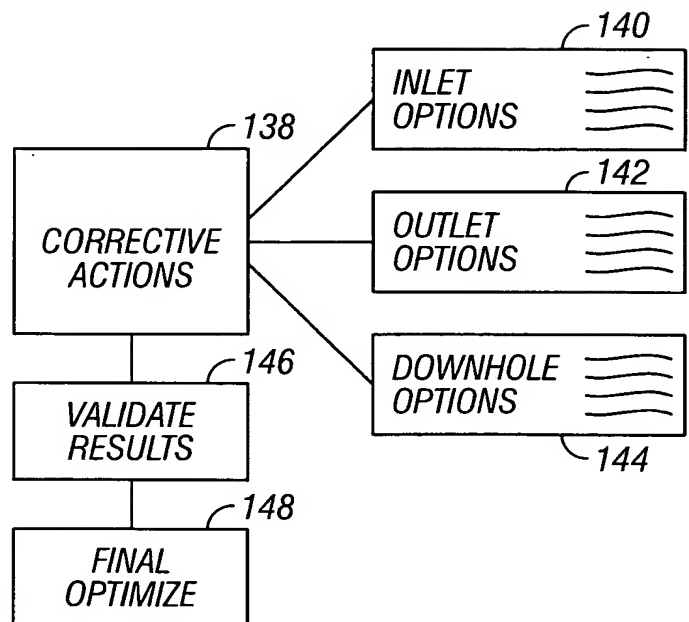 140
INLET
OPTIONS
138
CORRECTIVE
ACTIONS
142
OUTLET
OPTIONS
DOWNHOLE
OPTIONS
144
146
VALIDATE
RESULTS
148
FINAL
OPTIMIZE